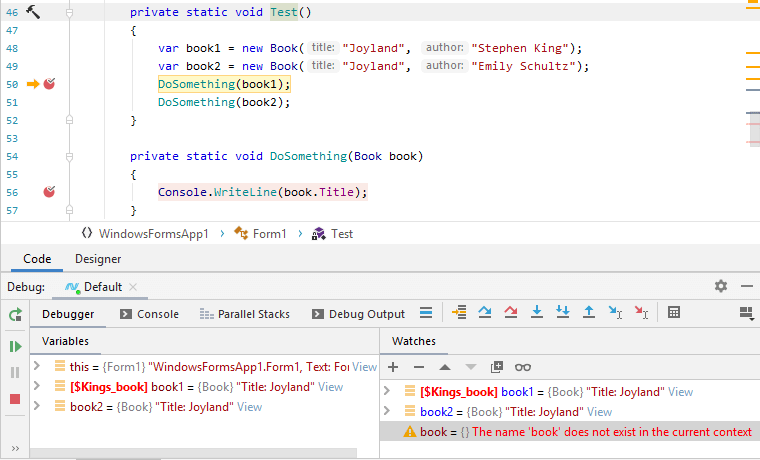 46 private static void Test()
47 {
48 var book1 = new Book( title: "Joyland", author: "Stephen King");
49 var book2 = new Book( title: "Joyland", author: "Emily Schultz");
50 DoSomething(book1);
51 DoSomething(book2);
52 }
53
54 private static void DoSomething(Book book)
55 {
56 Console.WriteLine(book.Title);
57 }
WindowsFormsApp1 › Form1 › Test
Code Designer
Debug: Default
Debugger Console Parallel Stacks Debug Output
Variables
this = {Form1} "WindowsFormsApp1.Form1, Text: For View
[$Kings_book] book1 = {Book} "Title: Joyland" View
book2 = {Book} "Title: Joyland" View
Watches
[$Kings_book] book1 = {Book} "Title: Joyland" View
book2 = {Book} "Title: Joyland" View
book = {} The name 'book' does not exist in the current context